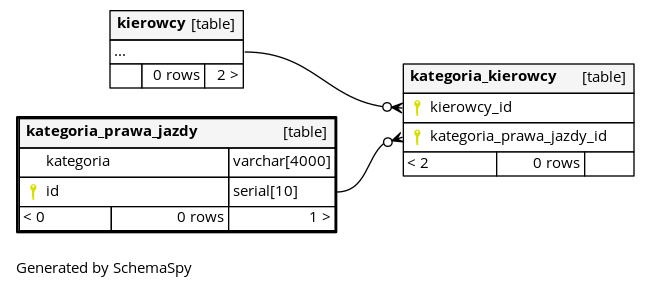 kierowcy [table]
...
0 rows 2 >
kategoria_kierowcy [table]
kierowcy_id
kategoria_prawa_jazdy_id
< 2 0 rows
kategoria_prawa_jazdy [table]
kategoria varchar[4000]
id serial[10]
< 0 0 rows 1 >
Generated by SchemaSpy